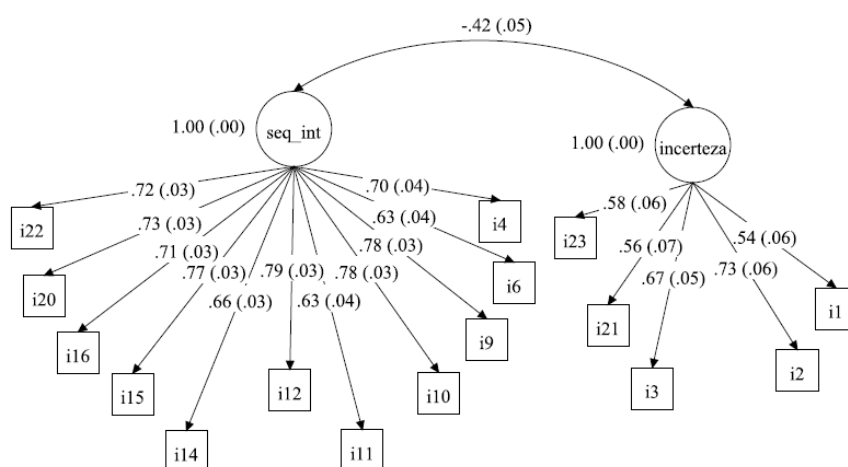 -.42 (.05)
1.00 (.00)
seq_int
1.00 (.00)
incerteza
.72 (.03)
.70 (.04)
.58 (.06)
i22
.73 (.03)
.63 (.04)
i4
i23
.54 (.06)
.71 (.03)
.78 (.03)
.56 (.07)
.77 (.03)
.79 (.03)
.78 (.03)
.67 (.05)
.73 (.06)
i20
.66 (.03)
.63 (.04)
i6
i21
i1
i16
i9
i15
i12
i10
i3
i2
i14
i11